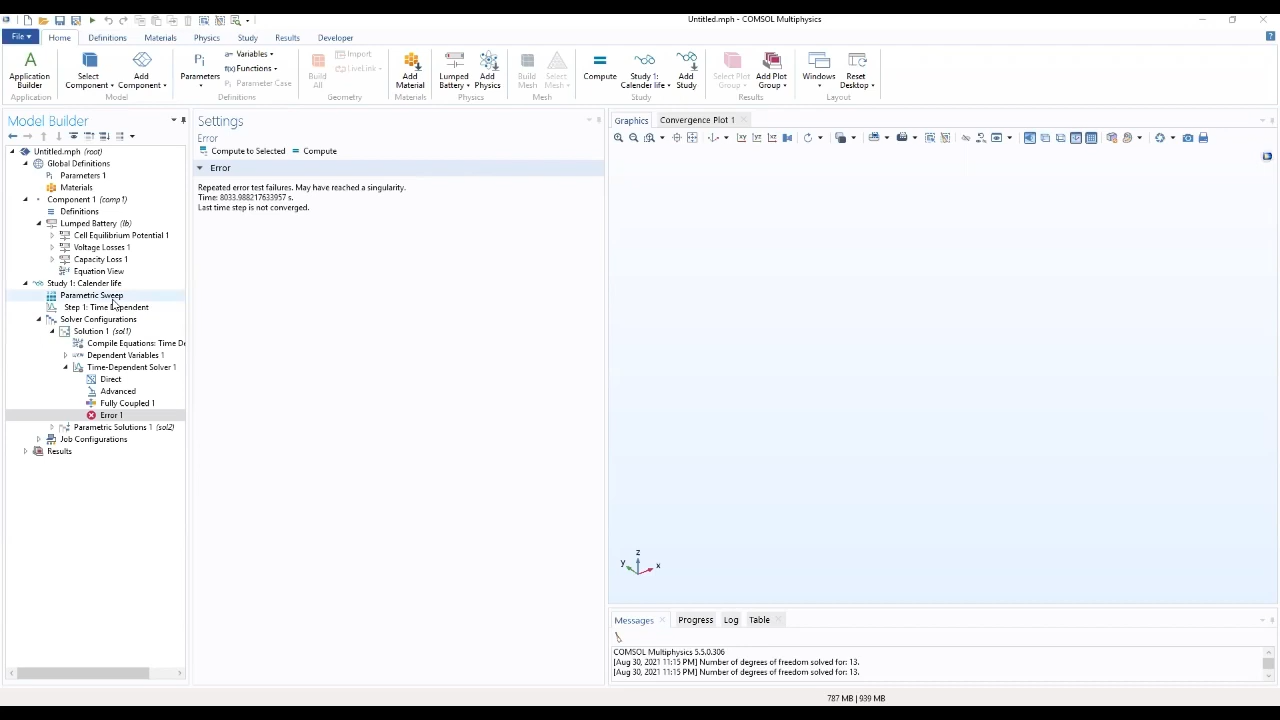 Untitled.mph - COMSOL Multiphysics
File
Home
Definitions
Materials
Physics
Study
Results
Developer
Application Builder
Select Component
Add Component
Parameters
a= Variables
f(x) Functions
Pi Parameter Case
Import
LiveLink
Build All
Add Material
Lumped Battery
Add Physics
Build Mesh
Select Mesh
Compute
Study 1: Calender life
Add Study
Select Plot Group
Add Plot Group
Windows
Reset Desktop
Application
Model
Definitions
Geometry
Materials
Physics
Mesh
Study
Results
Layout
Model Builder
Untitled.mph (root)
Global Definitions
Parameters 1
Materials
Component 1 (comp1)
Definitions
Lumped Battery (lb)
Cell Equilibrium Potential 1
Voltage Losses 1
Capacity Loss 1
Equation View
Study 1: Calender life
Parametric Sweep
Step 1: Time Dependent
Solver Configurations
Solution 1 (sol1)
Compile Equations: Time D
Dependent Variables 1
Time-Dependent Solver 1
Direct
Advanced
Fully Coupled 1
Error 1
Parametric Solutions 1 (sol2)
Job Configurations
Results
Settings
Error
Compute to Selected
= Compute
Error
Repeated error test failures. May have reached a singularity.
Time: 8033.988217633957 s.
Last time step is not converged.
Graphics
Convergence Plot 1
z
y
x
Messages
Progress
Log
Table
COMSOL Multiphysics 5.5.0.306
[Aug 30, 2021 11:15 PM] Number of degrees of freedom solved for: 13.
[Aug 30, 2021 11:15 PM] Number of degrees of freedom solved for: 13.
787 MB | 939 MB